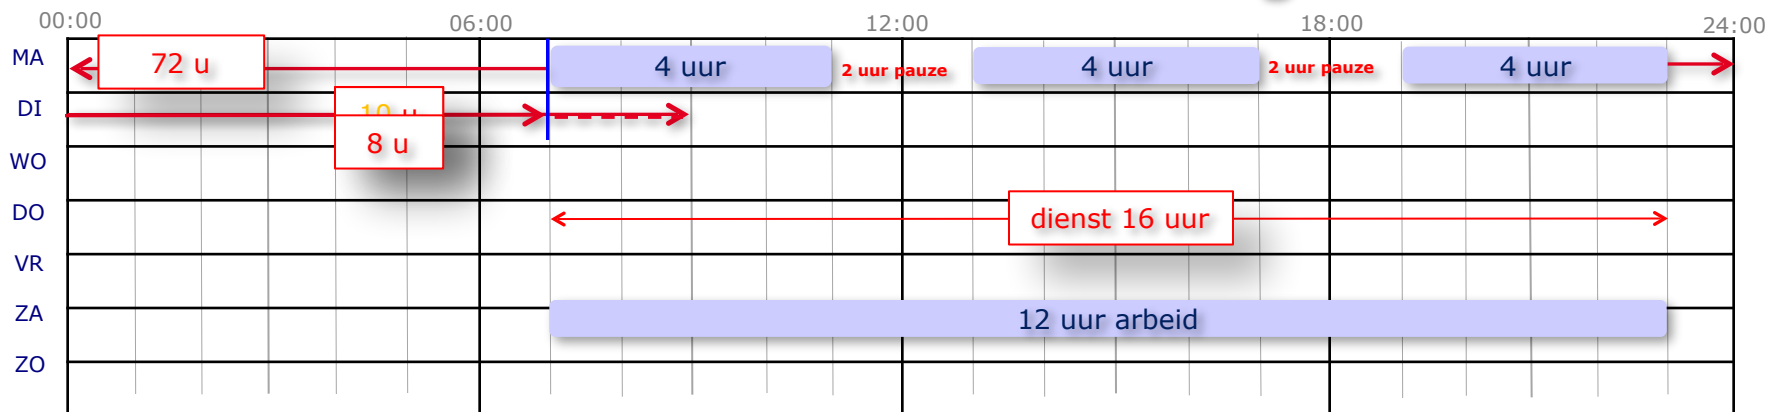 00:00 06:00 12:00 18:00 24:00
MA 72 u 4 uur 2 uur pauze 4 uur 2 uur pauze 4 uur
DI 10 u
WO 8 u
DO dienst 16 uur
VR
ZA 12 uur arbeid
ZO